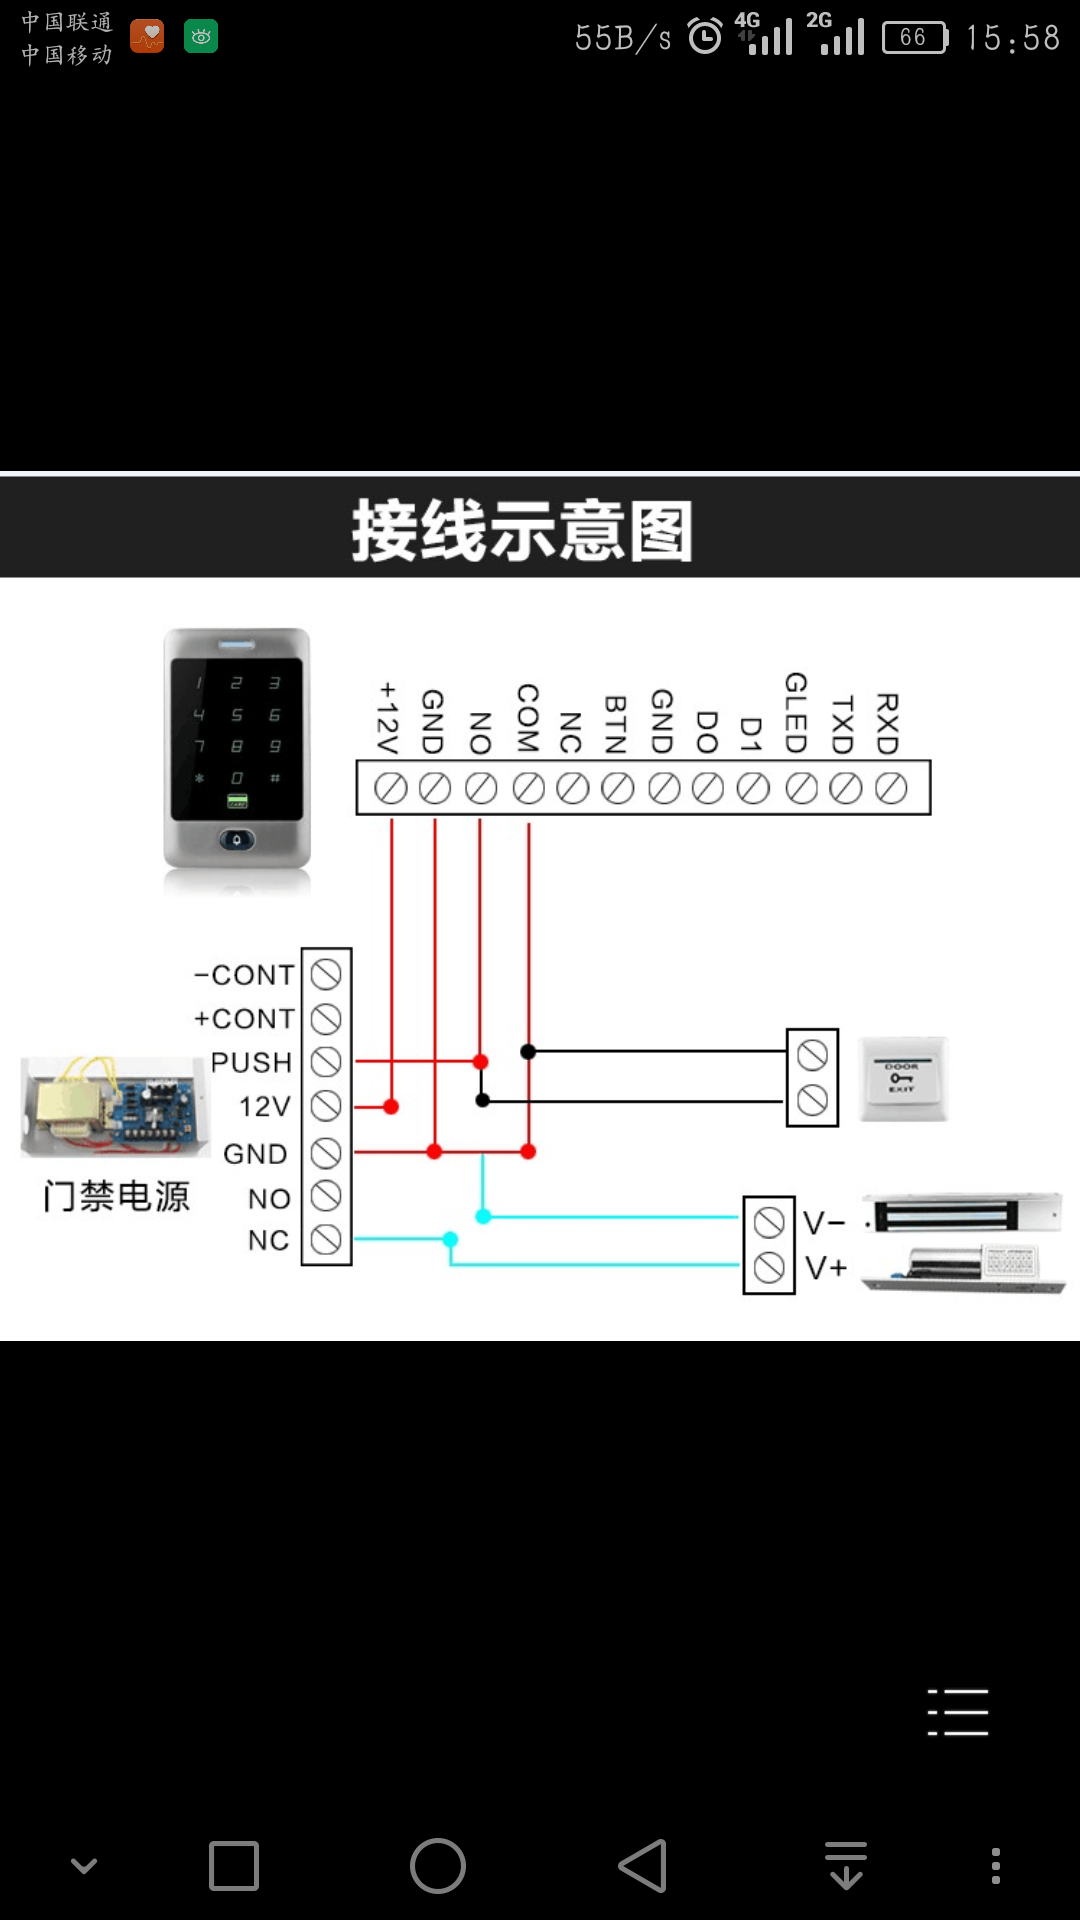 中国联通
中国移动
55B/s 4G 2G 66 15:58
接线示意图
1 2 3
4 5 6
7 8 9
* 0 #
+12V GND NO COM NC BTN GND DO D1 GLED TXD RXD
-CONT
+CONT
PUSH
12V
GND
NO
NC
门禁电源
DOOR
EXIT
V-
V+